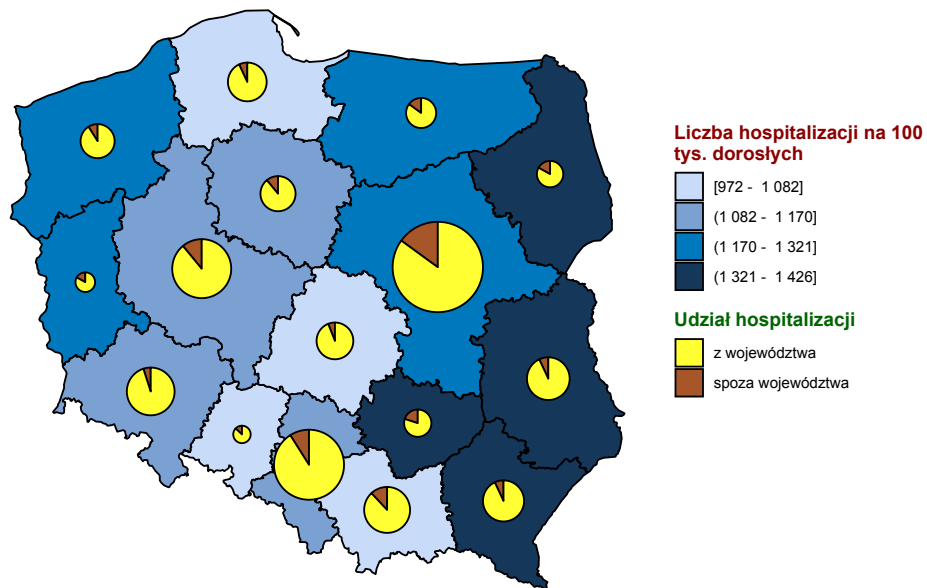 Liczba hospitalizacji na 100
tys. dorosłych
[972 - 1 082]
(1 082 - 1 170]
(1 170 - 1 321]
(1 321 - 1 426]
Udział hospitalizacji
z województwa
spoza województwa